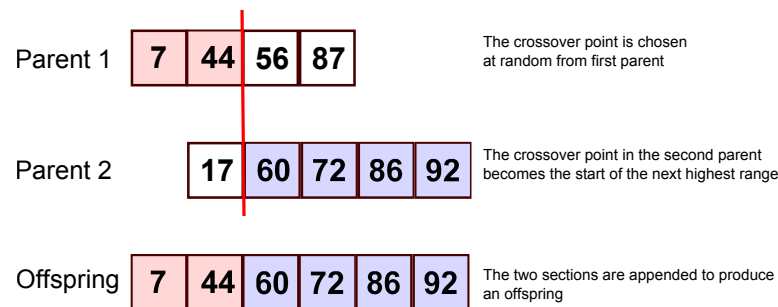 Parent 1 7 44 56 87
The crossover point is chosen
at random from first parent
Parent 2 17 60 72 86 92
The crossover point in the second parent
becomes the start of the next highest range
Offspring 7 44 60 72 86 92
The two sections are appended to produce
an offspring